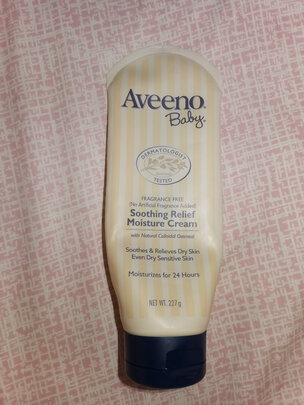 Aveeno.
Baby.
DERMATOLOGIST
TESTED
FRAGRANCE FREE
(No Artificial Fragrance Added)
Soothing Relief
Moisture Cream
with Natural Colloidal Oatmeal
Soothes & Relieves Dry Skin
Even Dry Sensitive Skin
Moisturizes for 24 Hours
NET WT. 227g